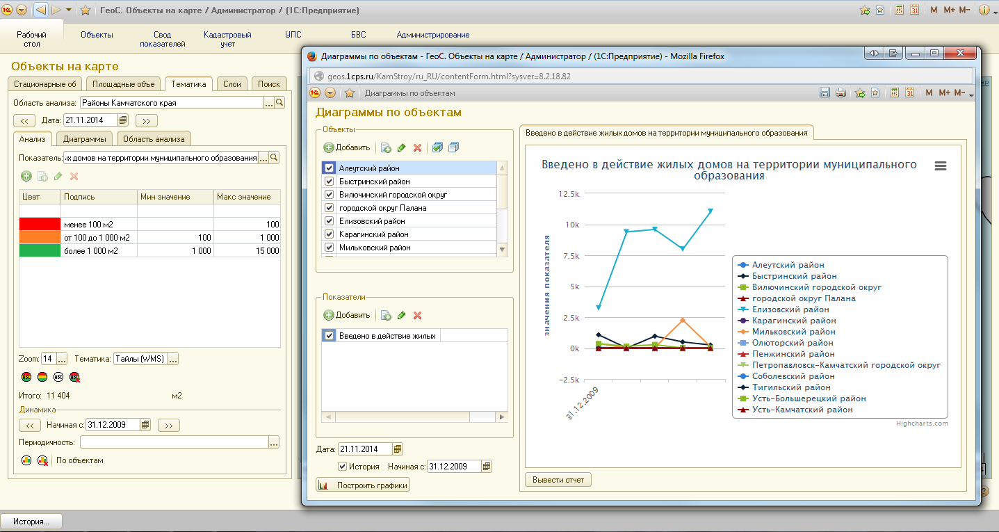 ГеоС. Объекты на карте / Администратор / (1С:Предприятие)
M M+ M-
Рабочий стол
Объекты
Свод показателей
Кадастровый учет
УПС
БВС
Администрирование
Объекты на карте
Стационарные об
Площадные объе
Тематика
Слои
Поиск
Область анализа: Районы Камчатского края ...
<< Дата: 21.11.2014 >>
Анализ
Диаграммы
Область анализа
Показатель: ых домов на территории муниципального образования ...
Цвет Подпись Мин значение Макс значение
менее 100 м2 100
от 100 до 1 000 м2 100 1 000
более 1 000 м2 1 000 15 000
Zoom: 14 ... Тематика: Тайлы (WMS) ...
Итого: 11 404 м2
Динамика
<< Начиная с: 31.12.2009 >>
Периодичность: ...
По объектам
История...
Диаграммы по объектам - ГеоС. Объекты на карте / Администратор / (1С:Предприятие) - Mozilla Firefox
geos.1cps.ru/KamStroy/ru_RU/contentForm.html?sysver=8.2.18.82
Диаграммы по объектам
M M+ M-
Диаграммы по объектам
Объекты
Добавить
Алеутский район
Быстринский район
Вилючинский городской округ
городской округ Палана
Елизовский район
Карагинский район
Мильковский район
Показатели
Добавить
Введено в действие жилых
Дата: 21.11.2014
История Начиная с: 31.12.2009
Построить графики
Введено в действие жилых домов на территории муниципального образования
Введено в действие жилых домов на территории муниципального
образования
значения показателя
12.5k
10k
7.5k
5k
2.5k
0k
-2.5k
31.12.2009
Алеутский район
Быстринский район
Вилючинский городской округ
городской округ Палана
Елизовский район
Карагинский район
Мильковский район
Олюторский район
Пенжинский район
Петропавловск-Камчатский городской округ
Соболевский район
Тигильский район
Усть-Большерецкий район
Усть-Камчатский район
Highcharts.com
Вывести отчет